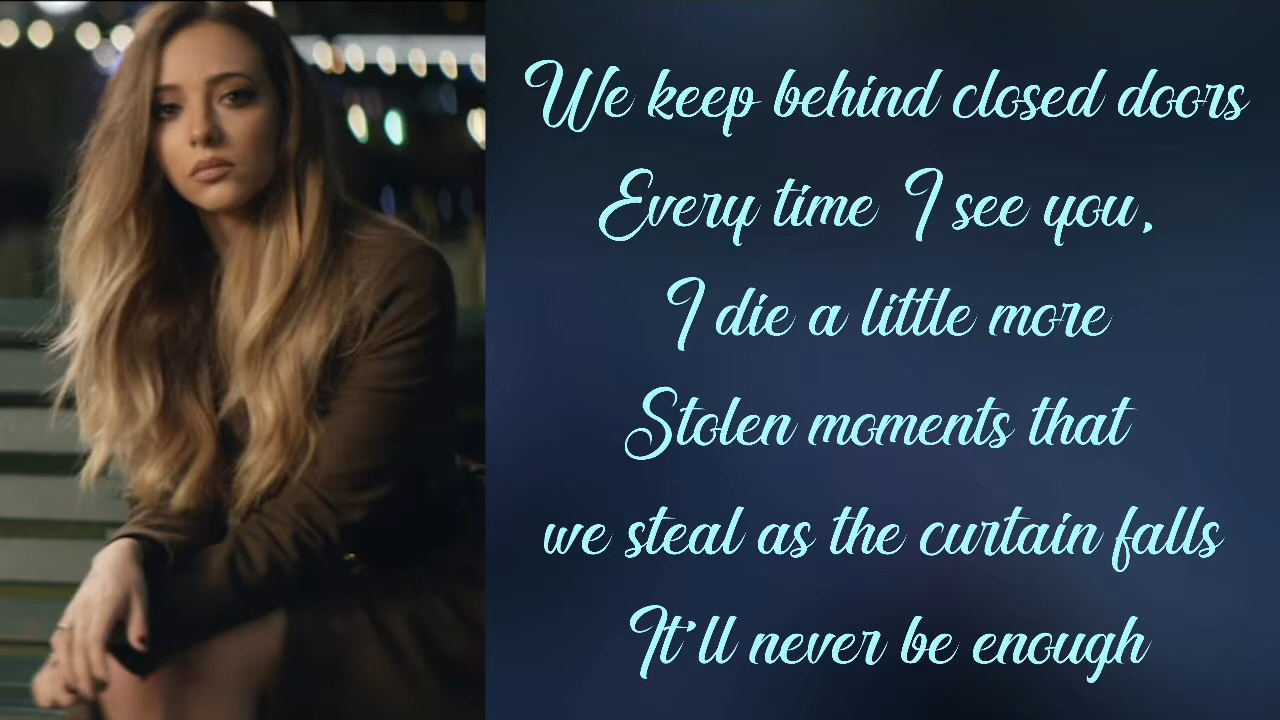 We keep behind closed doors
Every time I see you,
I die a little more
Stolen moments that
we steal as the curtain falls
It'll never be enough